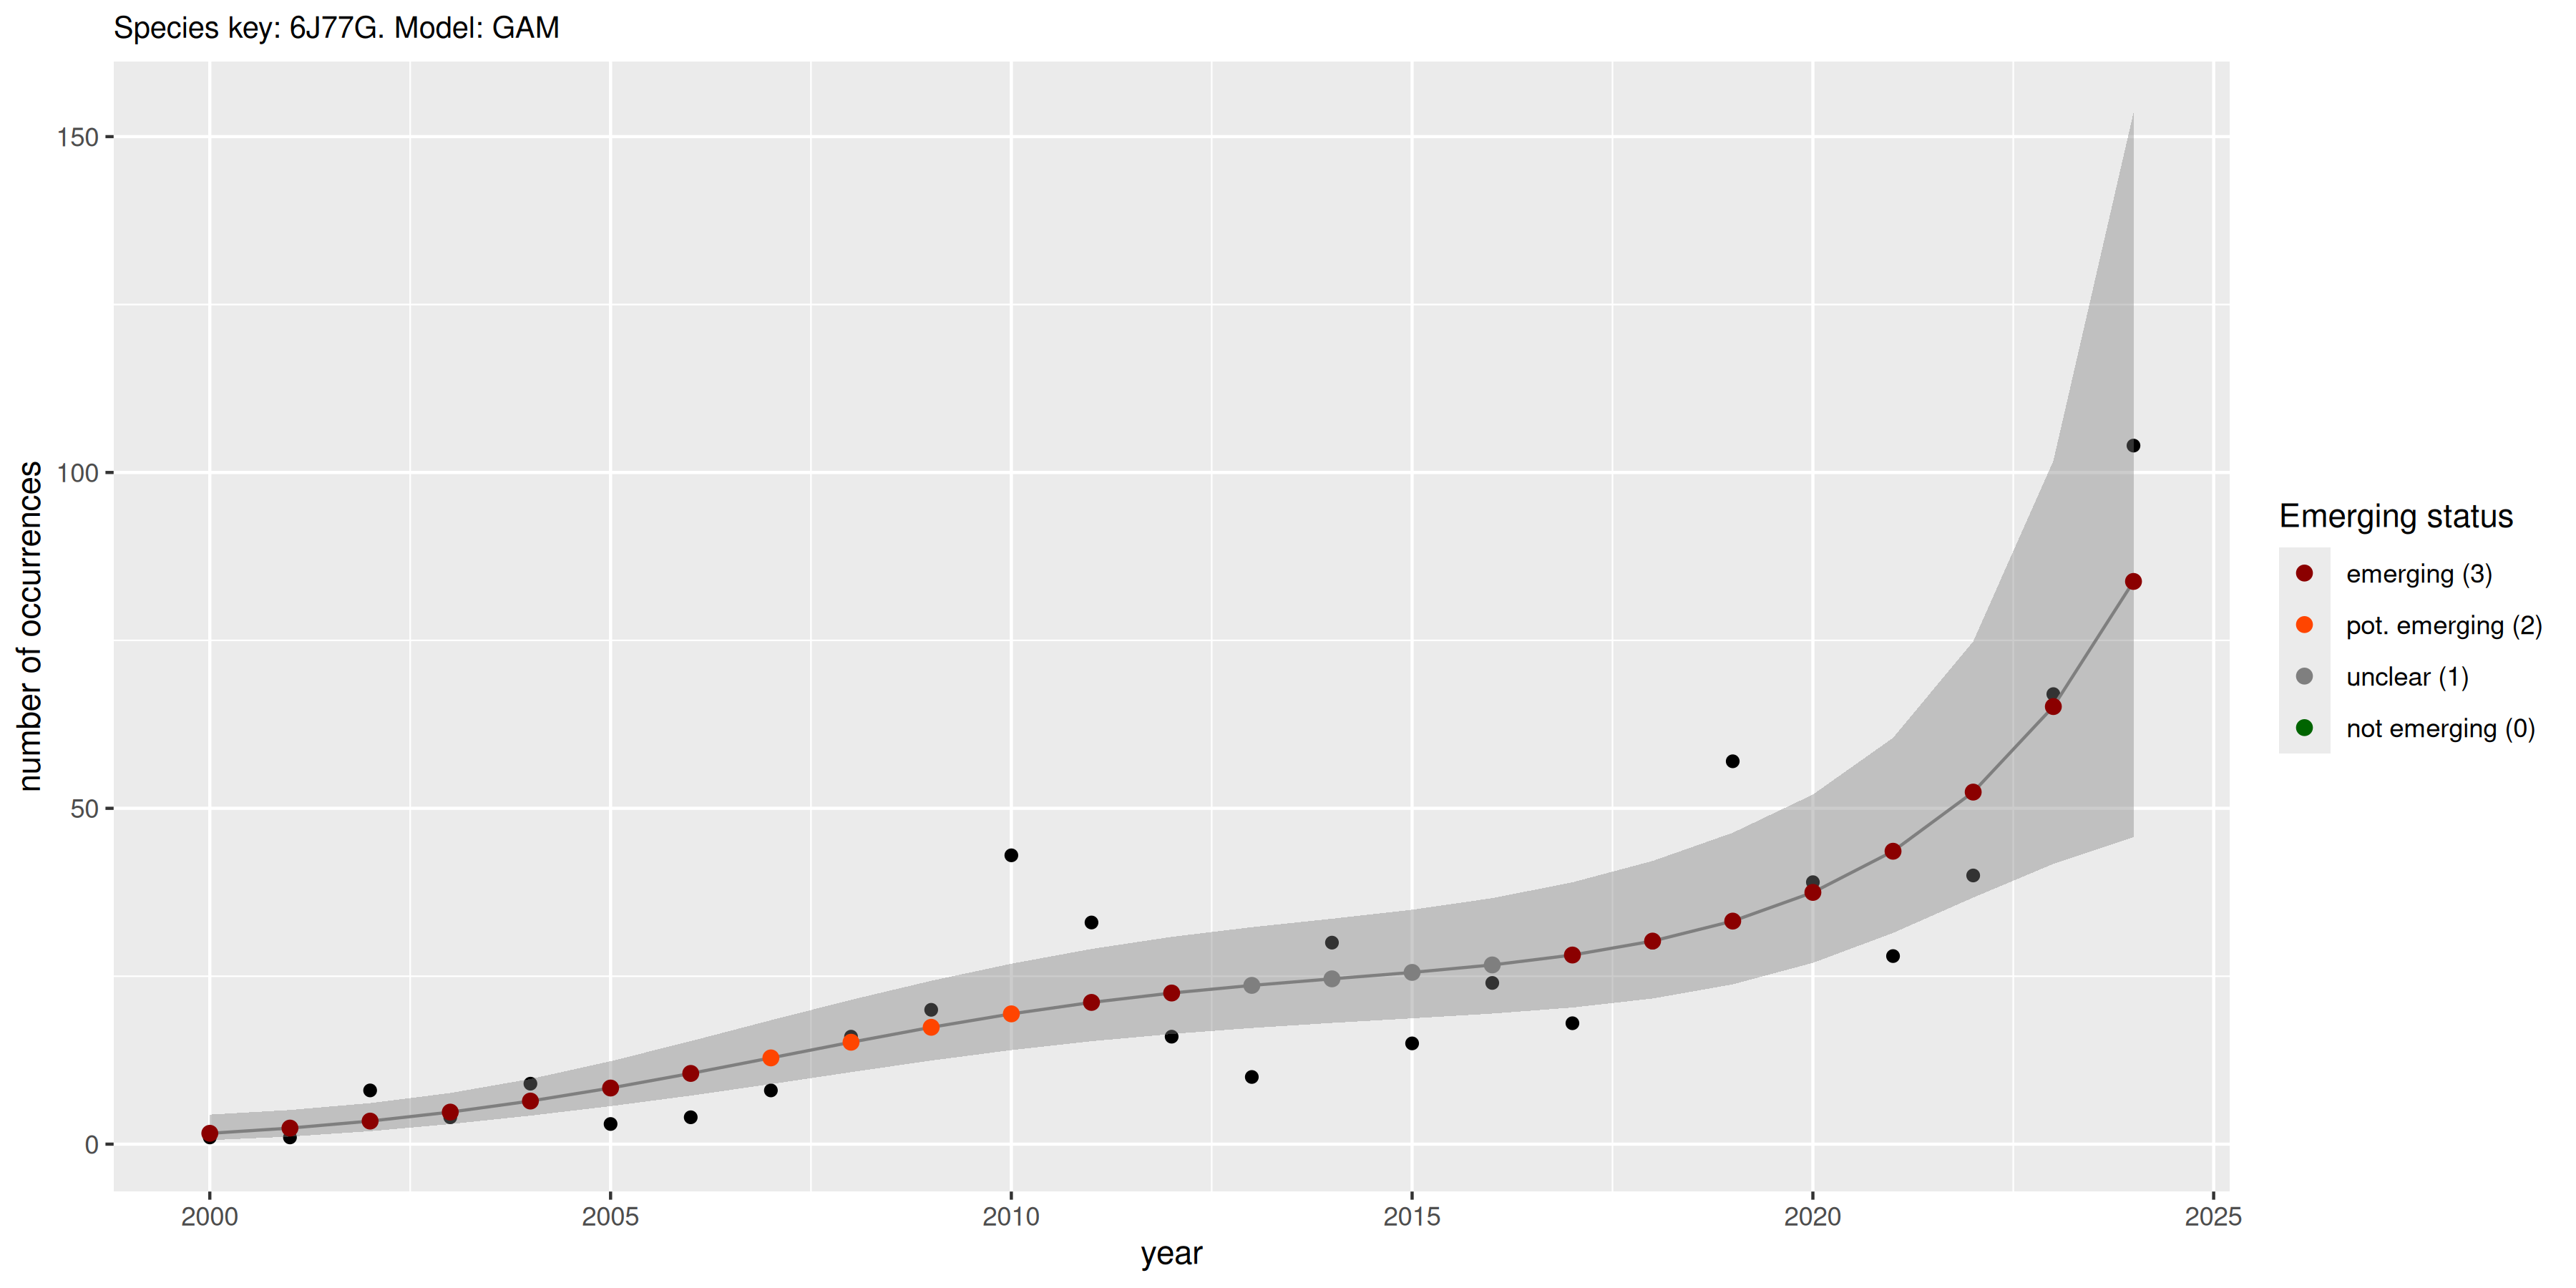 Species key: 6J77G. Model: GAM
150
100
50
0
number of occurrences
2000 2005 2010 2015 2020 2025
year
Emerging status
emerging (3)
pot. emerging (2)
unclear (1)
not emerging (0)